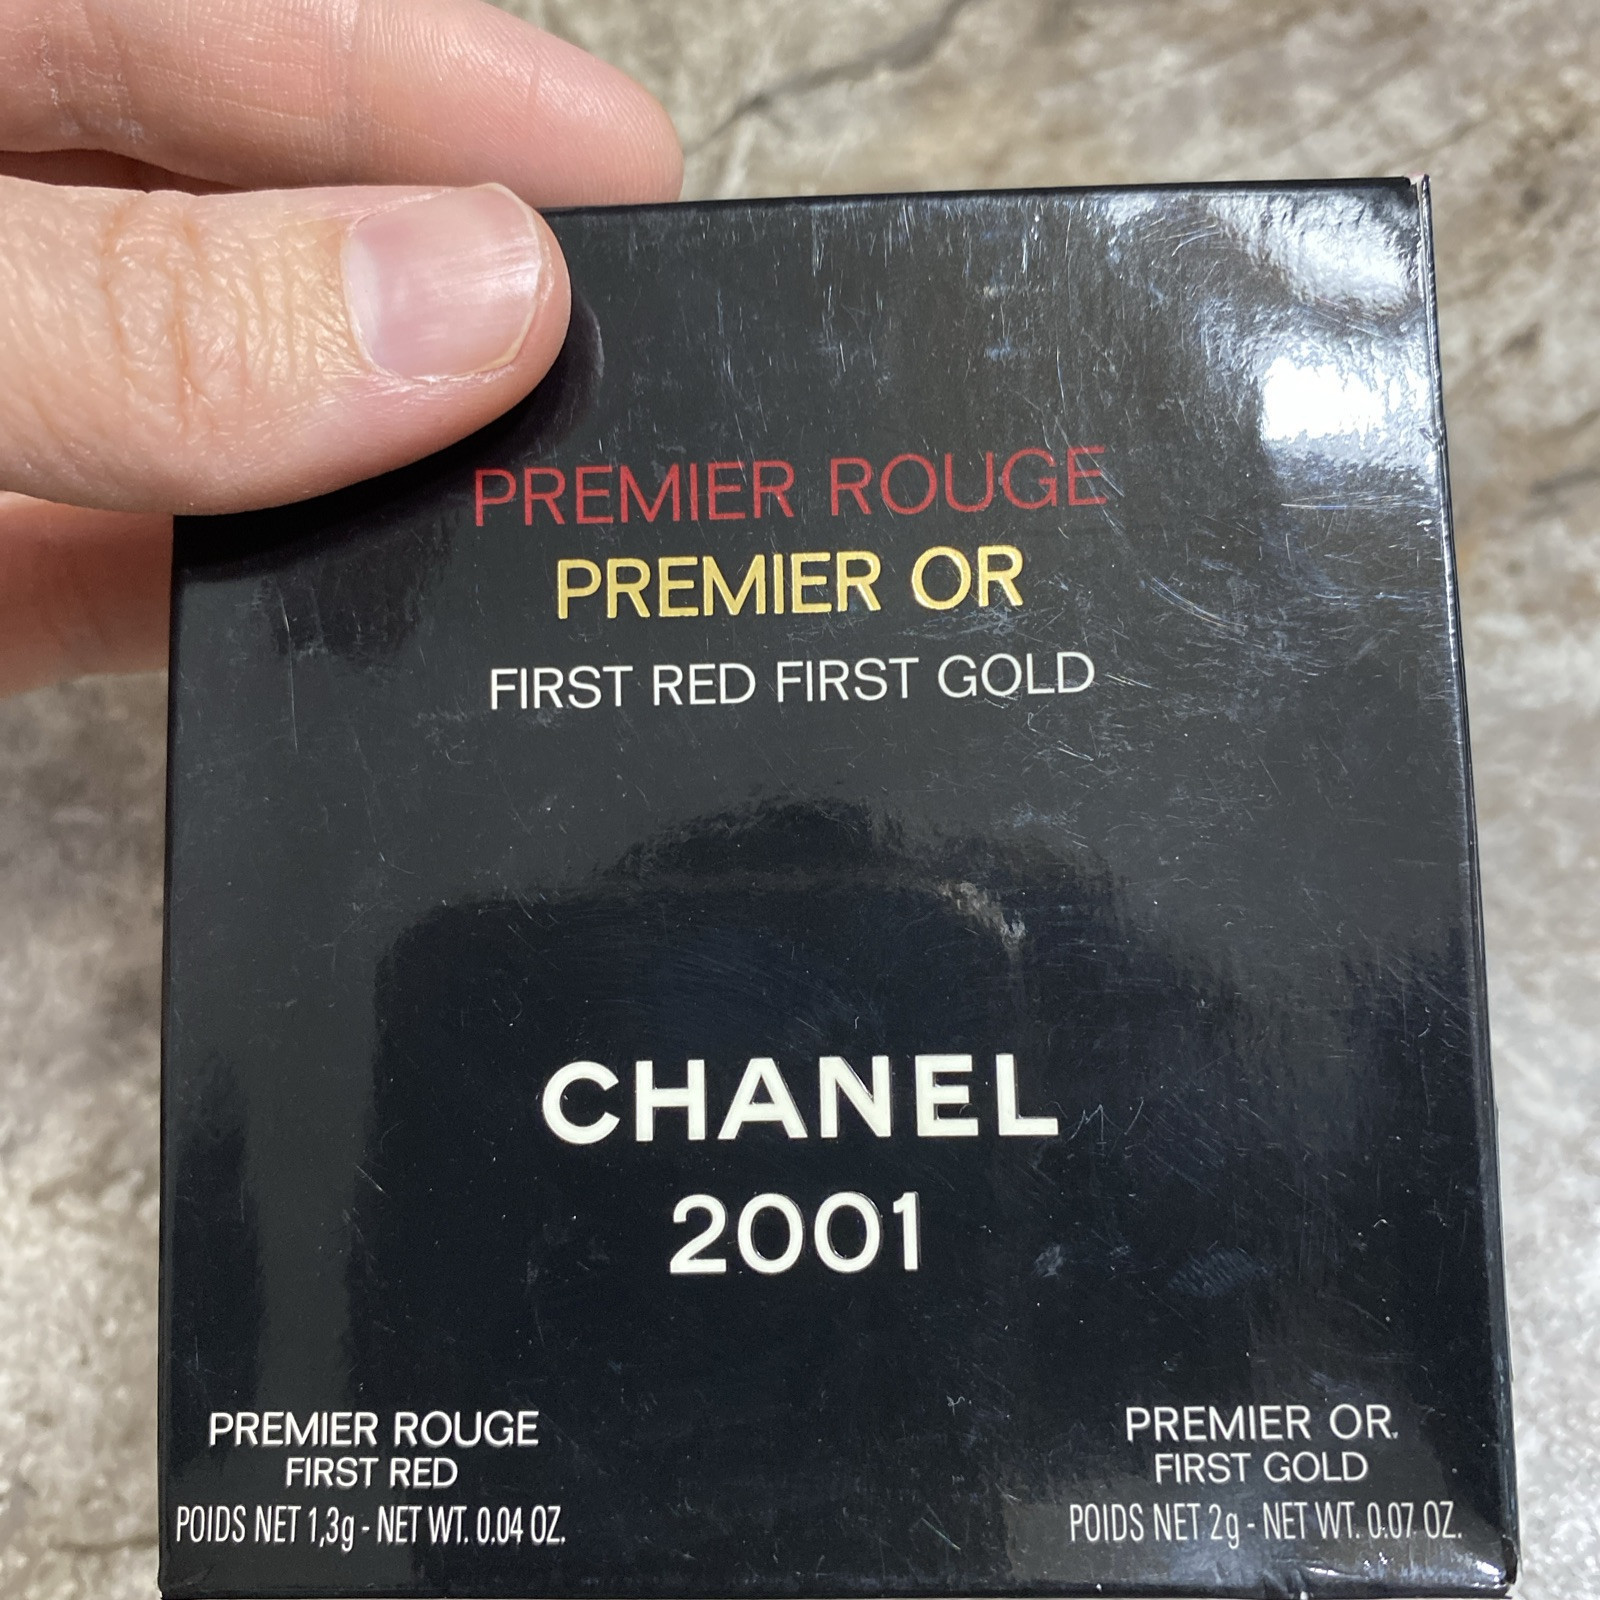 PREMIER ROUGE
PREMIER OR
FIRST RED FIRST GOLD
CHANEL
2001
PREMIER ROUGE
FIRST RED
POIDS NET 1,3g - NET WT. 0.04 OZ.
PREMIER OR
FIRST GOLD
POIDS NET 2g - NET WT. 0.07 OZ.